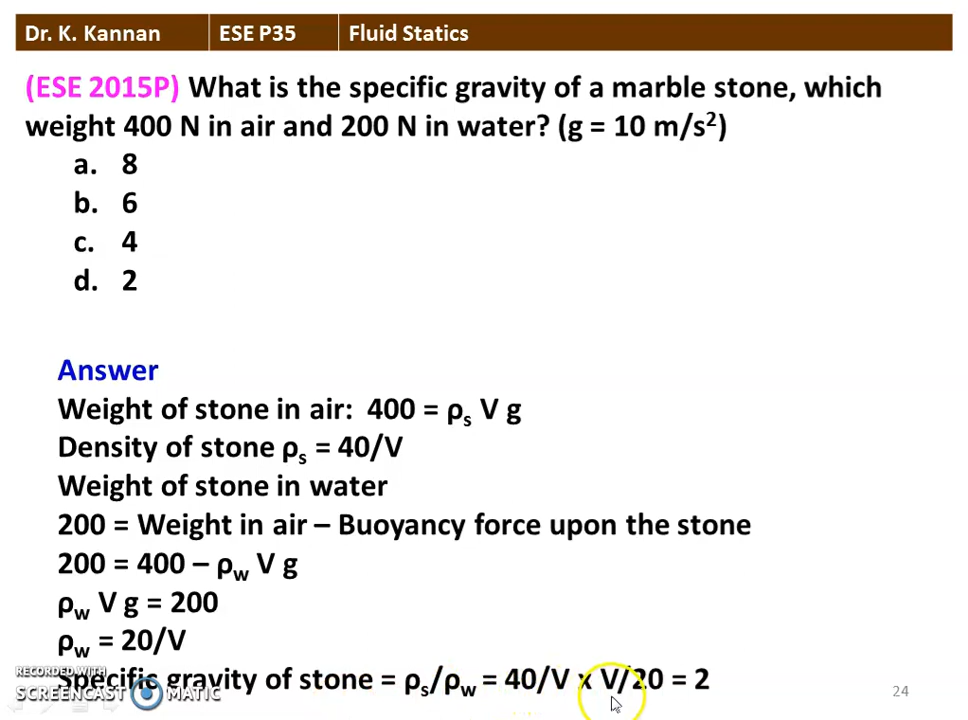 Dr. K. Kannan ESE P35 Fluid Statics
(ESE 2015P) What is the specific gravity of a marble stone, which
weight 400 N in air and 200 N in water? (g = 10 m/s²)
a. 8
b. 6
c. 4
d. 2
Answer
Weight of stone in air: 400 = ρₛ V g
Density of stone ρₛ = 40/V
Weight of stone in water
200 = Weight in air – Buoyancy force upon the stone
200 = 400 – ρw V g
ρw V g = 200
ρw = 20/V
RECORDED WITH
Specific gravity of stone = ρₛ/ρw = 40/V x V/20 = 2
SCREENCAST MATIC
24